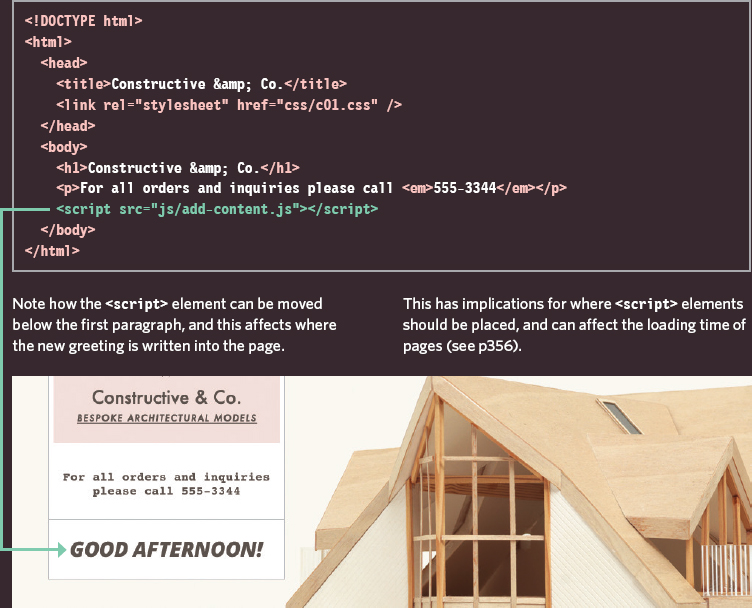 <!DOCTYPE html>
<html>
<head>
<title>Constructive &amp; Co.</title>
<link rel="stylesheet" href="css/c01.css" />
</head>
<body>
<h1>Constructive &amp; Co.</h1>
<p>For all orders and inquiries please call <em>555-3344</em></p>
<script src="js/add-content.js"></script>
</body>
</html>
Note how the <script> element can be moved
below the first paragraph, and this affects where
the new greeting is written into the page.
This has implications for where <script> elements
should be placed, and can affect the loading time of
pages (see p356).
Constructive & Co.
BESPOKE ARCHITECTURAL MODELS
For all orders and inquiries
please call 555-3344
GOOD AFTERNOON!